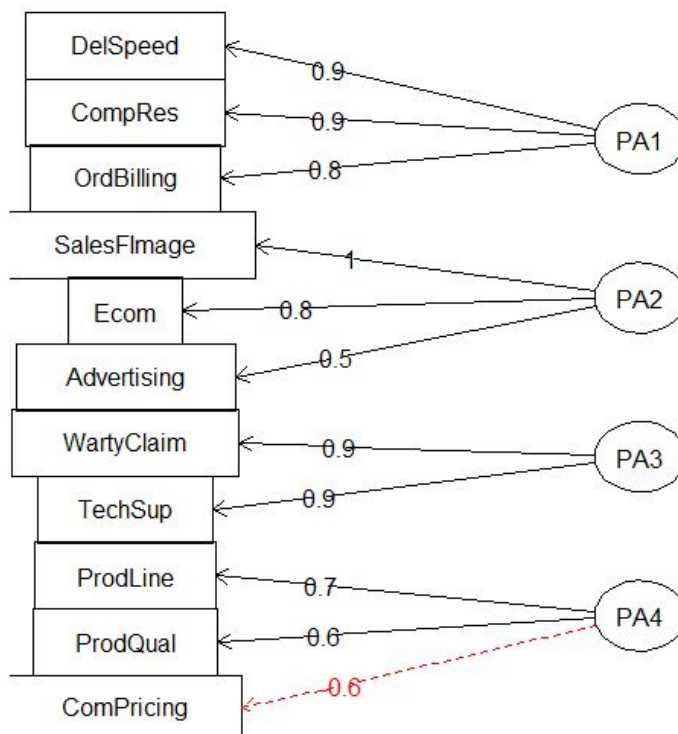 DelSpeed
0.9
CompRes
0.9
PA1
OrdBilling
0.8
SalesFImage
1
PA2
Ecom
0.8
Advertising
0.5
WartyClaim
0.9
PA3
TechSup
0.9
ProdLine
0.7
PA4
ProdQual
0.6
ComPricing
-0.6